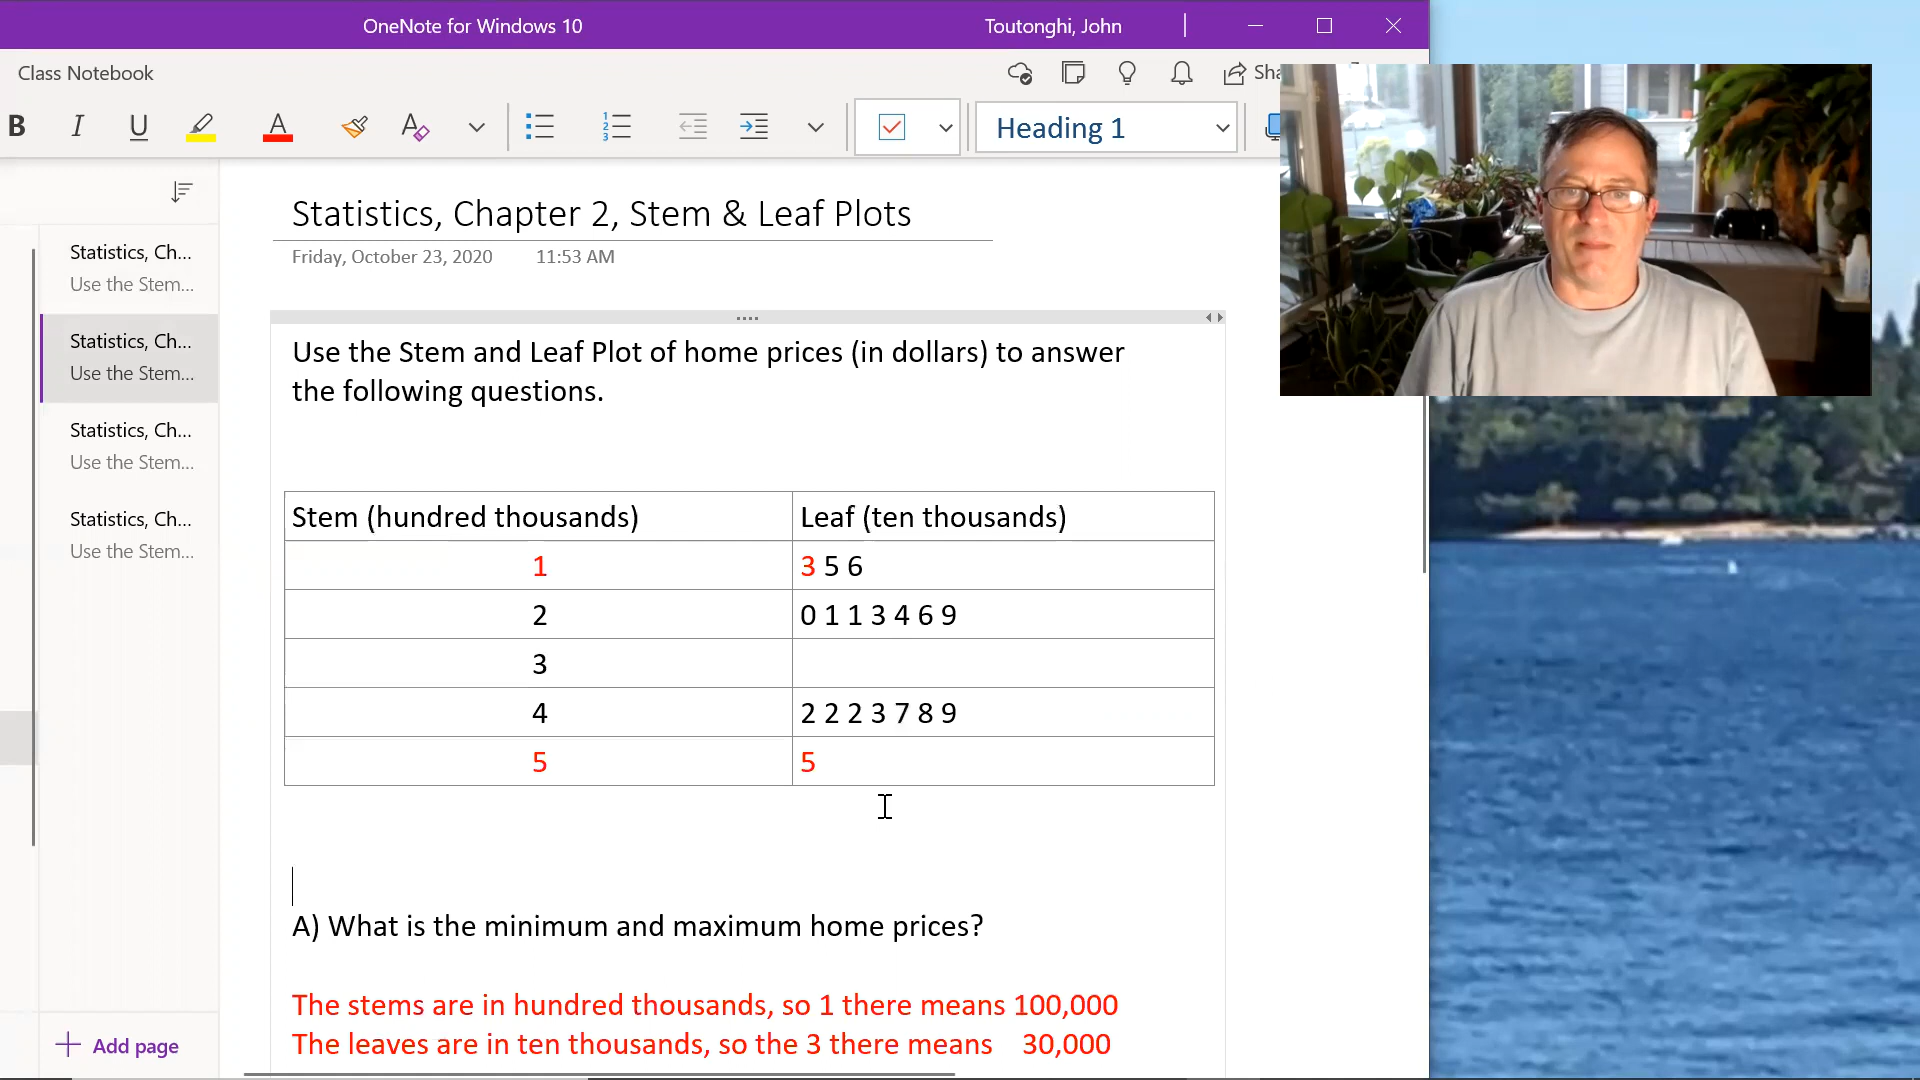 OneNote for Windows 10
Toutonghi, John
Class Notebook
Sha
B I U A A
Heading 1
Statistics, Chapter 2, Stem & Leaf Plots
Friday, October 23, 2020 11:53 AM
Statistics, Ch...
Use the Stem...
Statistics, Ch...
Use the Stem...
Statistics, Ch...
Use the Stem...
Statistics, Ch...
Use the Stem...
Add page
Use the Stem and Leaf Plot of home prices (in dollars) to answer
the following questions.
Stem (hundred thousands) Leaf (ten thousands)
1 3 5 6
2 0 1 1 3 4 6 9
3
4 2 2 2 3 7 8 9
5 5
A) What is the minimum and maximum home prices?
The stems are in hundred thousands, so 1 there means 100,000
The leaves are in ten thousands, so the 3 there means 30,000